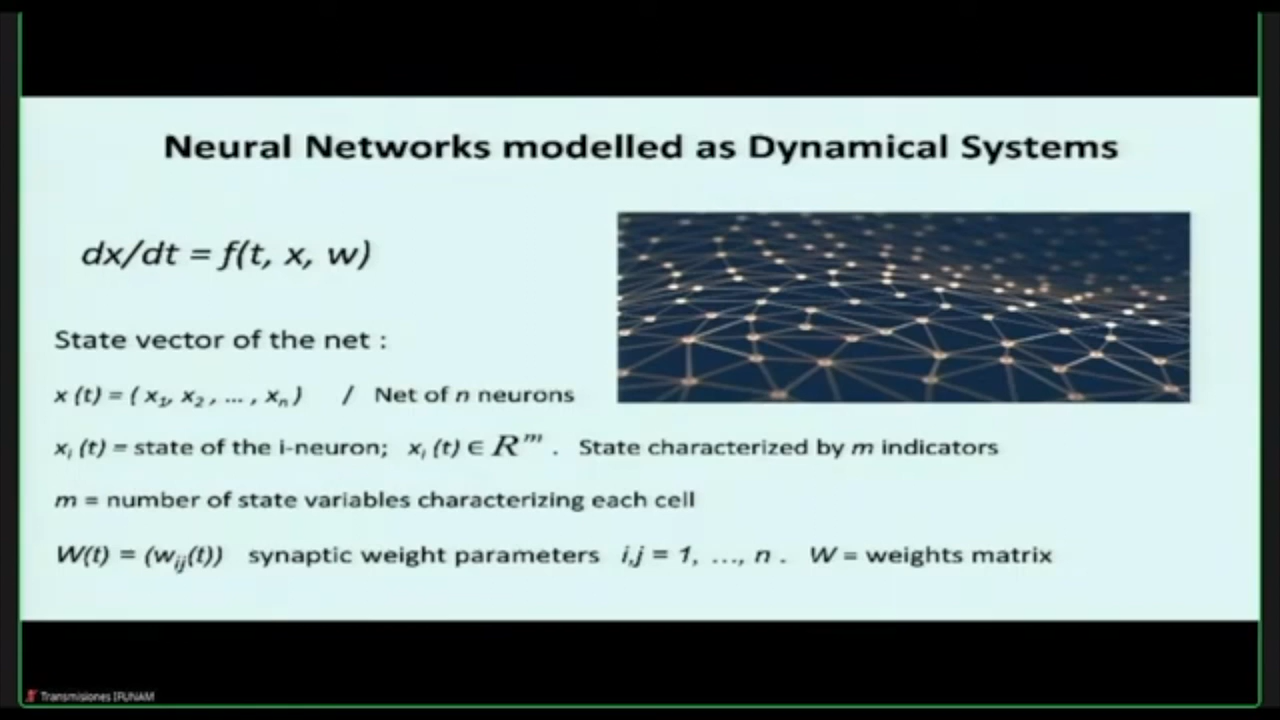 Neural Networks modelled as Dynamical Systems
dx/dt = f(t, x, w)
State vector of the net :
x (t) = ( x₁, x₂ , ... , xₙ ) / Net of n neurons
xᵢ (t) = state of the i-neuron; xᵢ (t) ∈ Rᵐ . State characterized by m indicators
m = number of state variables characterizing each cell
W(t) = (wᵢⱼ(t)) synaptic weight parameters i,j = 1, ..., n . W = weights matrix
Transmisiones IFUNAM